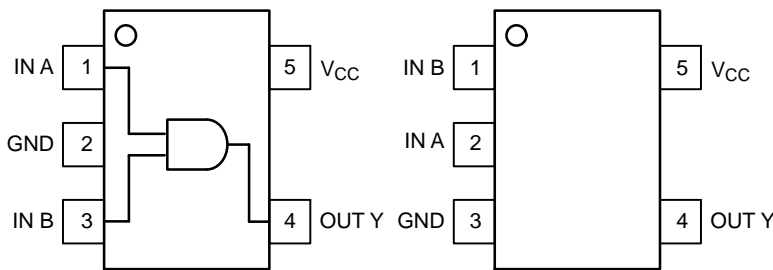 IN A 1 5 VCC
GND 2
IN B 3 4 OUT Y
IN B 1 5 VCC
IN A 2
GND 3 4 OUT Y